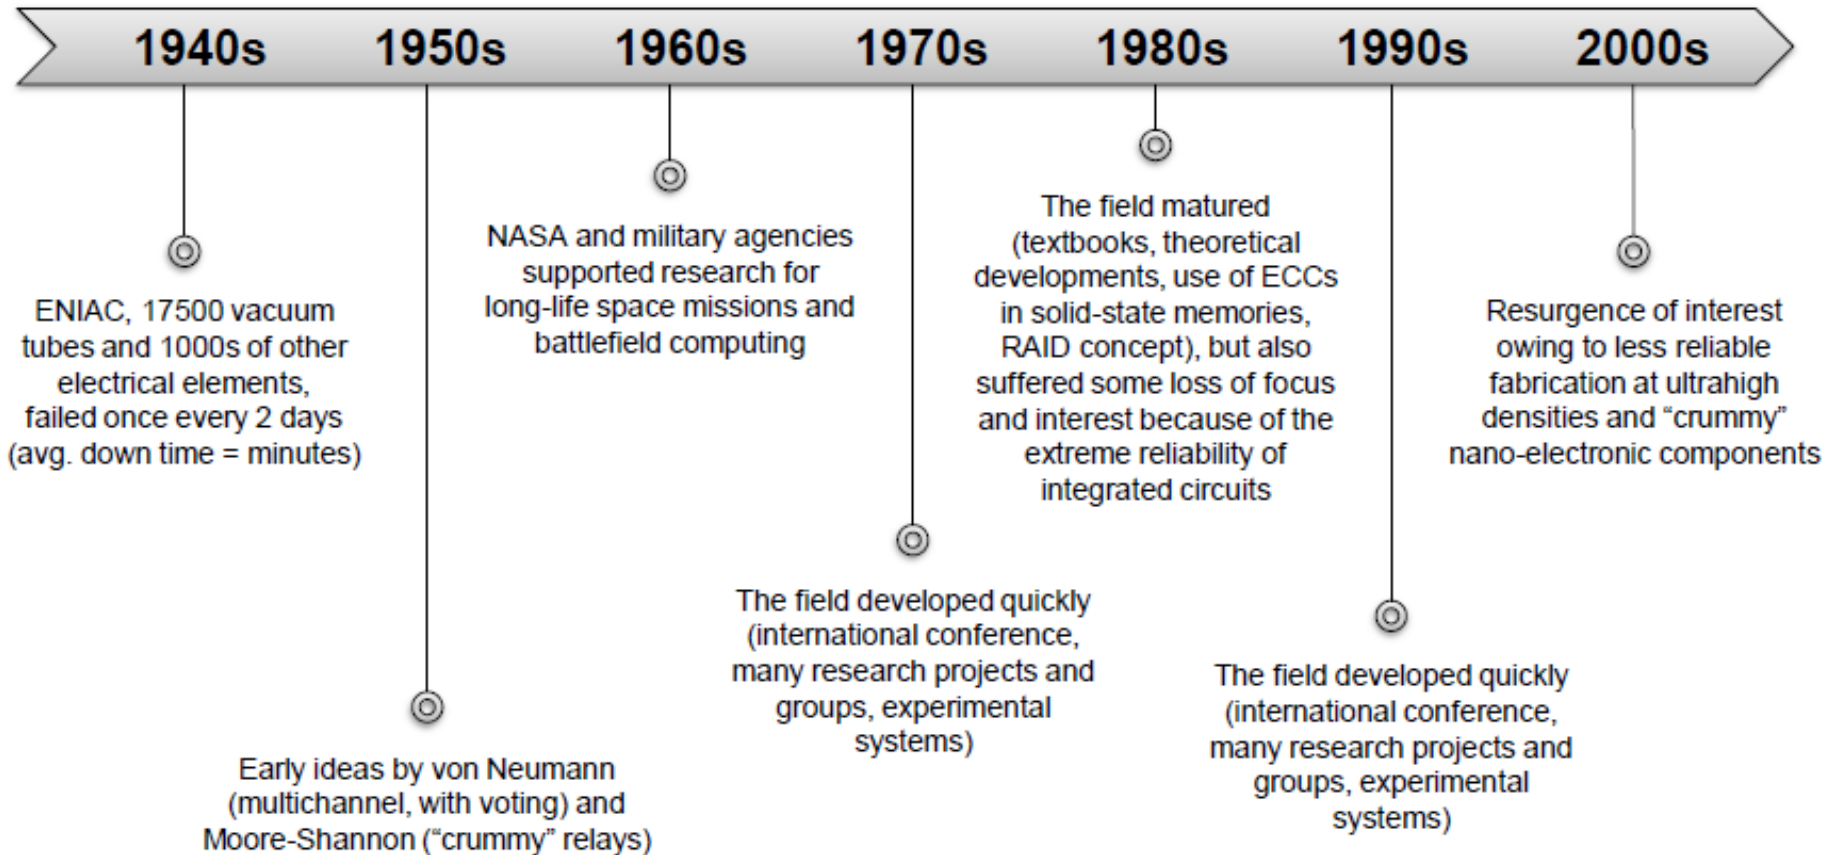 1940s 1950s 1960s 1970s 1980s 1990s 2000s
ENIAC, 17500 vacuum
tubes and 1000s of other
electrical elements,
failed once every 2 days
(avg. down time = minutes)
Early ideas by von Neumann
(multichannel, with voting) and
Moore-Shannon (“crummy” relays)
NASA and military agencies
supported research for
long-life space missions and
battlefield computing
The field developed quickly
(international conference,
many research projects and
groups, experimental
systems)
The field matured
(textbooks, theoretical
developments, use of ECCs
in solid-state memories,
RAID concept), but also
suffered some loss of focus
and interest because of the
extreme reliability of
integrated circuits
The field developed quickly
(international conference,
many research projects and
groups, experimental
systems)
Resurgence of interest
owing to less reliable
fabrication at ultrahigh
densities and “crummy”
nano-electronic components